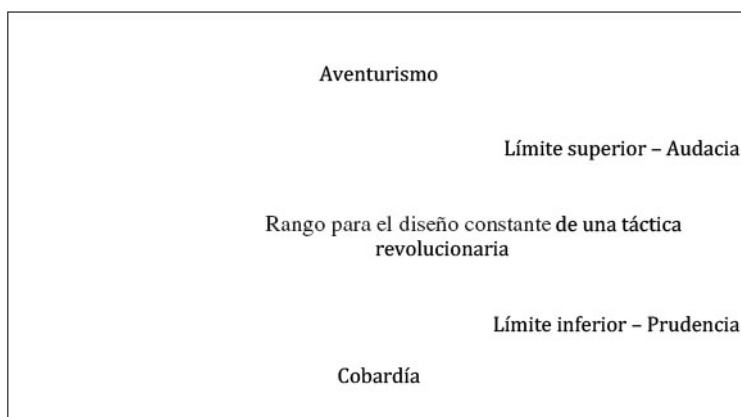 Aventurismo
Límite superior – Audacia
Rango para el diseño constante de una táctica
revolucionaria
Límite inferior – Prudencia
Cobardía